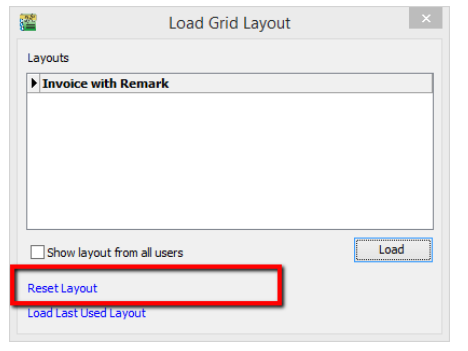 Load Grid Layout
Layouts
Invoice with Remark
Show layout from all users
Load
Reset Layout
Load Last Used Layout